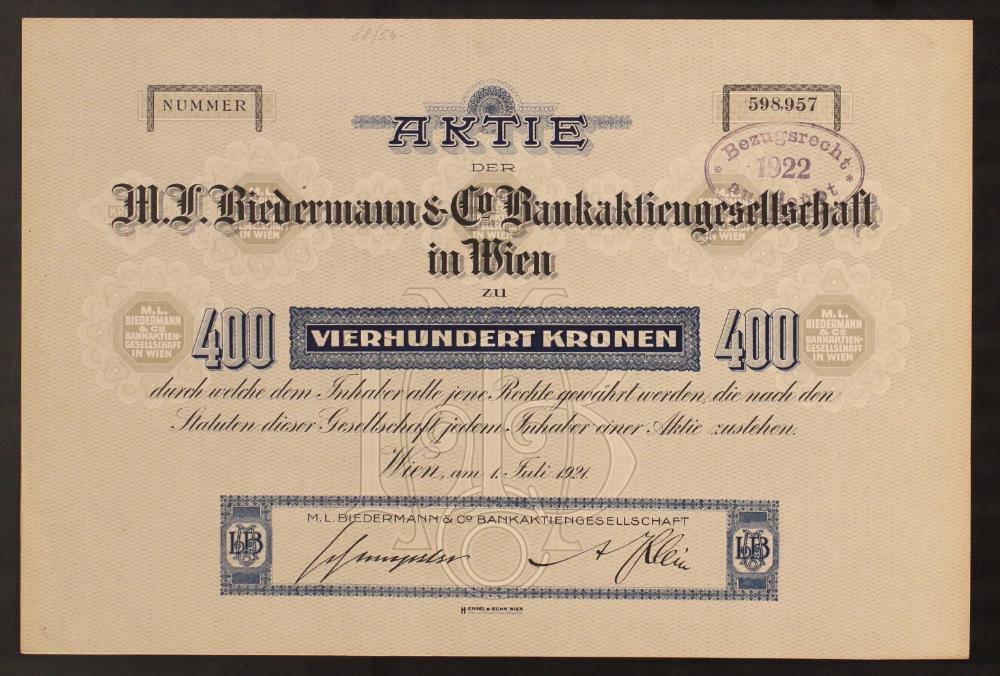 28/54
NUMMER
598.957
AKTIE
Bezugsrecht
1922
DER
M. L. Biedermann & Co Bankaktiengesellschaft
in Wien
zu
M. L.
BIEDERMANN
& Co
BANKAKTIEN-
GESELLSCHAFT
IN WIEN
400
VIERHUNDERT KRONEN
400
M. L.
BIEDERMANN
& Co
BANKAKTIEN-
GESELLSCHAFT
IN WIEN
durch welche dem Inhaber alle jene Rechte gewährt werden, die nach den
Statuten dieser Gesellschaft jedem Inhaber einer Aktie zustehen.
Wien, am 1. Juli 1921.
M. L. BIEDERMANN & Co BANKAKTIENGESELLSCHAFT
A Klein